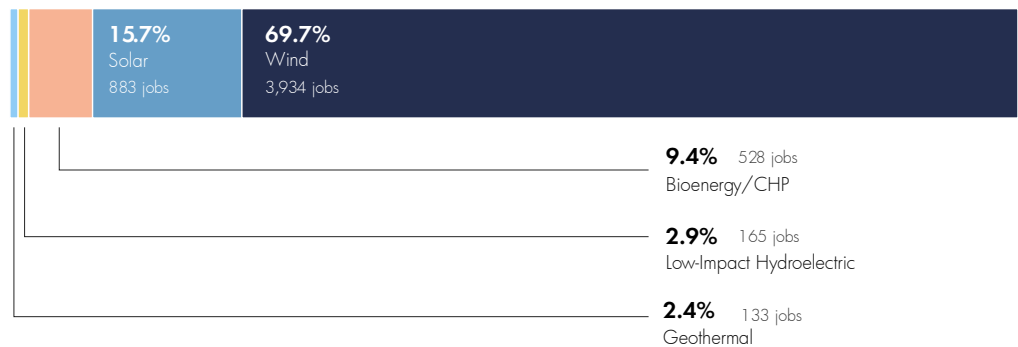 15.7%
Solar
883 jobs
69.7%
Wind
3,934 jobs
9.4% 528 jobs
Bioenergy/CHP
2.9% 165 jobs
Low-Impact Hydroelectric
2.4% 133 jobs
Geothermal